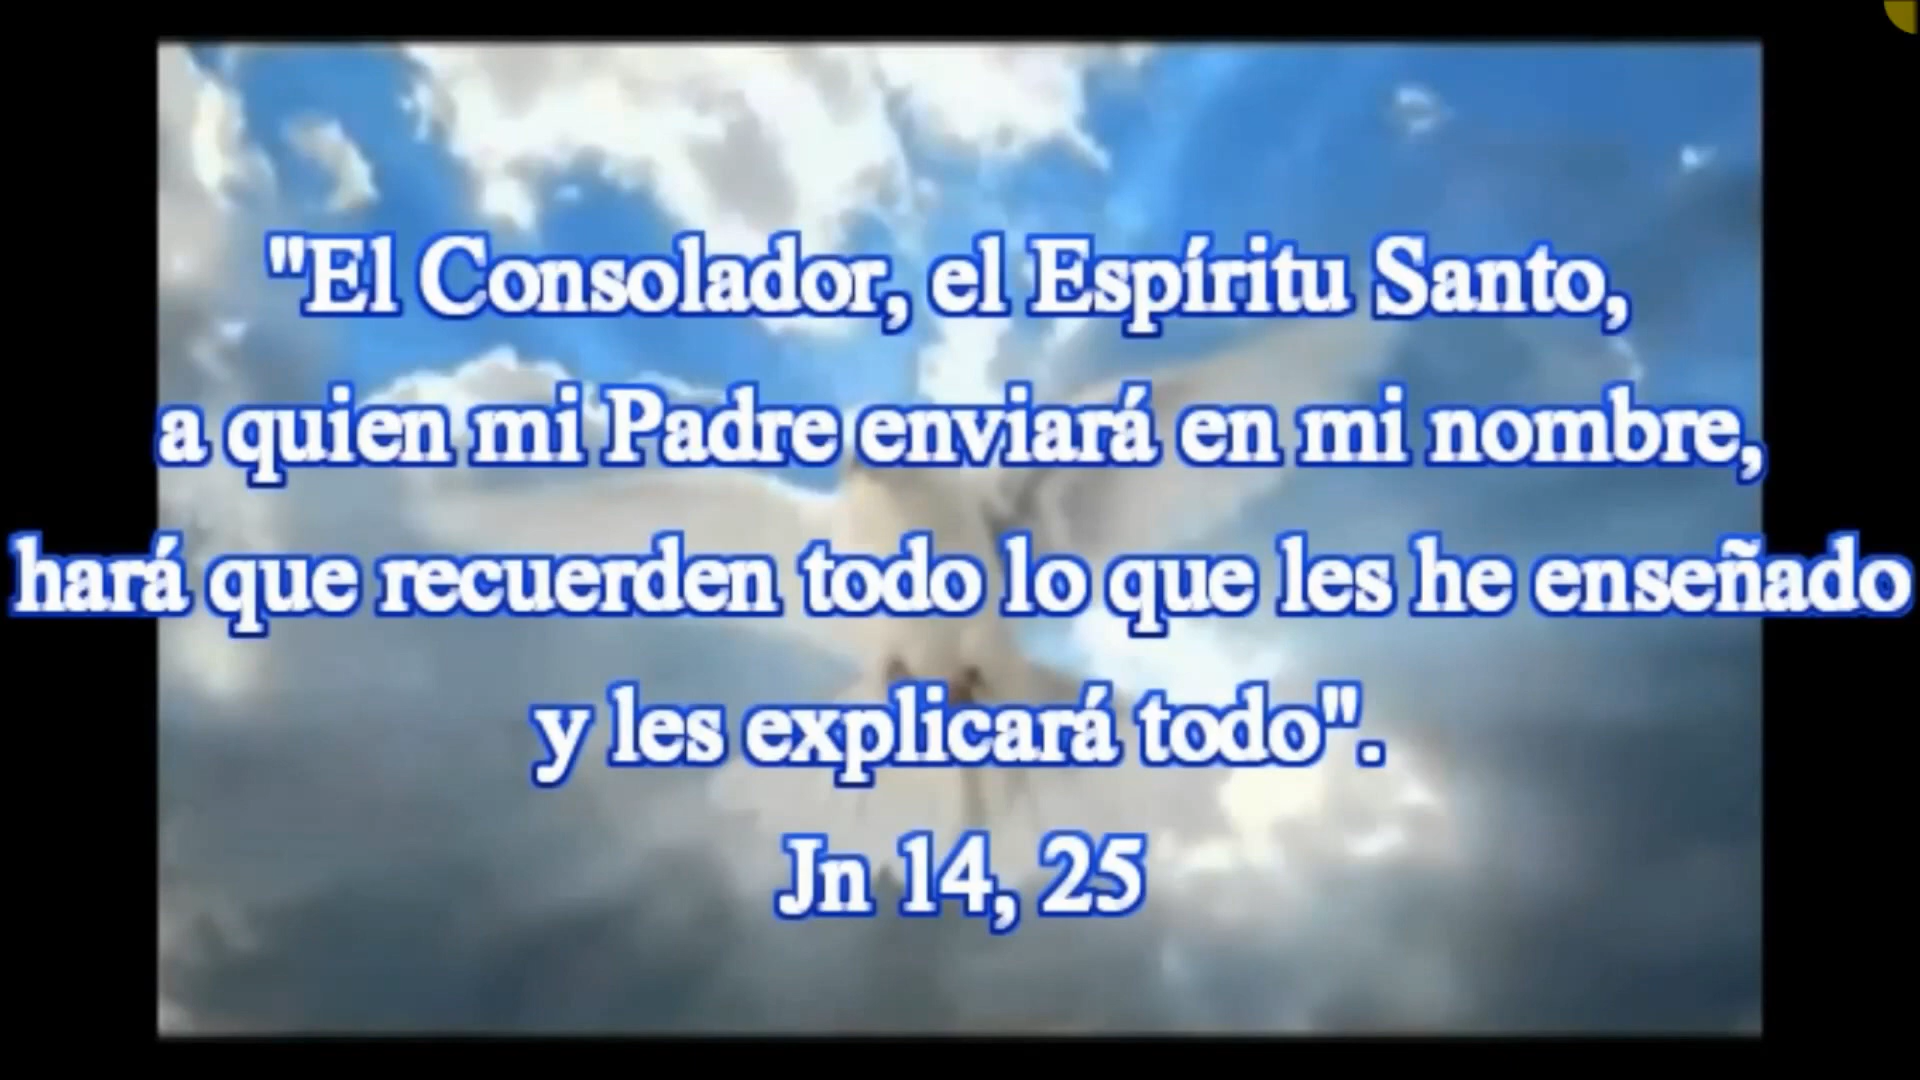 "El Consolador, el Espíritu Santo,
a quien mi Padre enviará en mi nombre,
hará que recuerden todo lo que les he enseñado
y les explicará todo".
Jn 14, 25